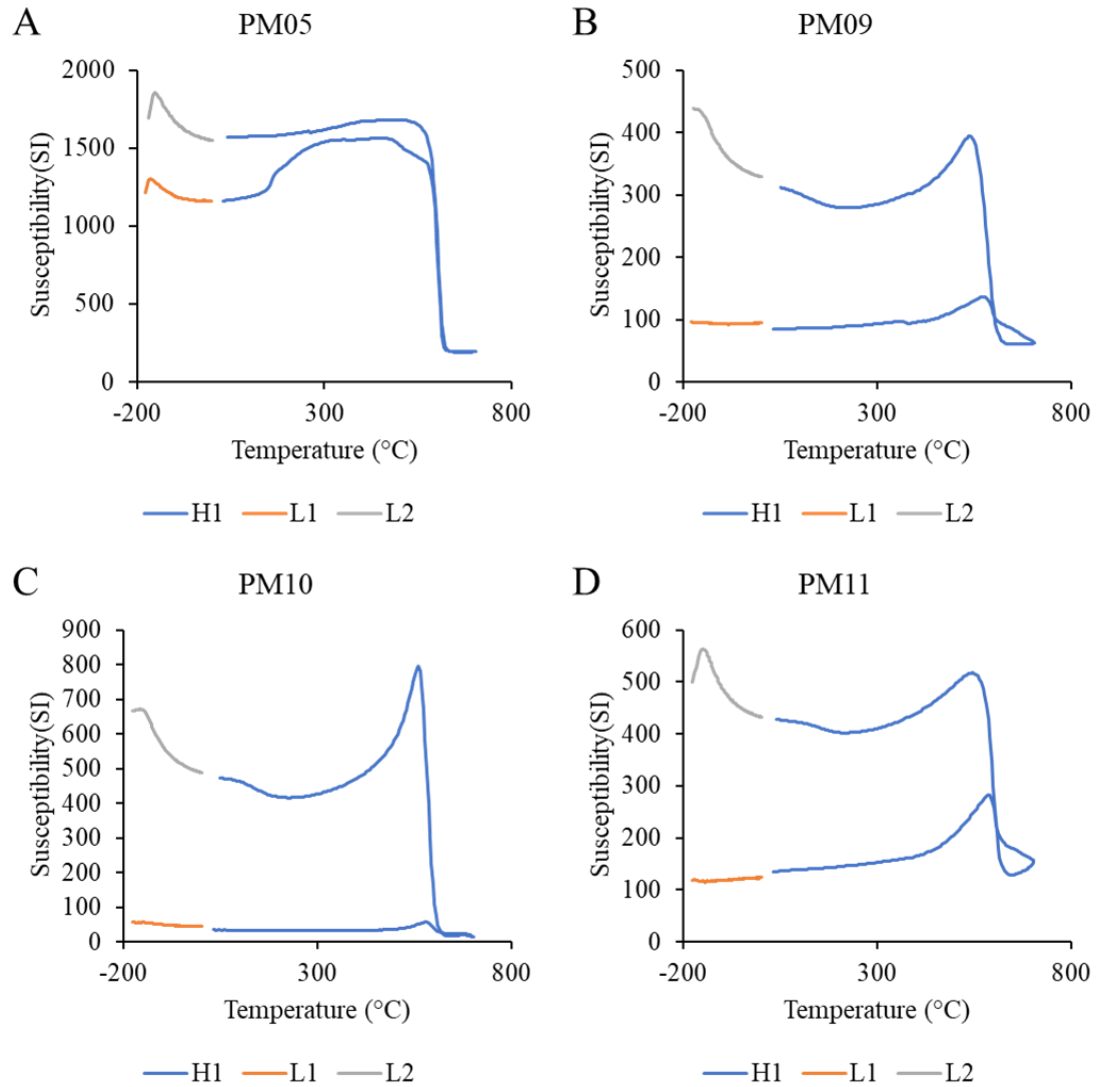 A
PM05
Susceptibility(SI)
2000
1500
1000
500
0
-200 300 800
Temperature (°C)
H1 L1 L2
B
PM09
Susceptibility(SI)
500
400
300
200
100
0
-200 300 800
Temperature (°C)
H1 L1 L2
C
PM10
Susceptibility(SI)
900
800
700
600
500
400
300
200
100
0
-200 300 800
Temperature (°C)
H1 L1 L2
D
PM11
Susceptibility(SI)
600
500
400
300
200
100
0
-200 300 800
Temperature (°C)
H1 L1 L2